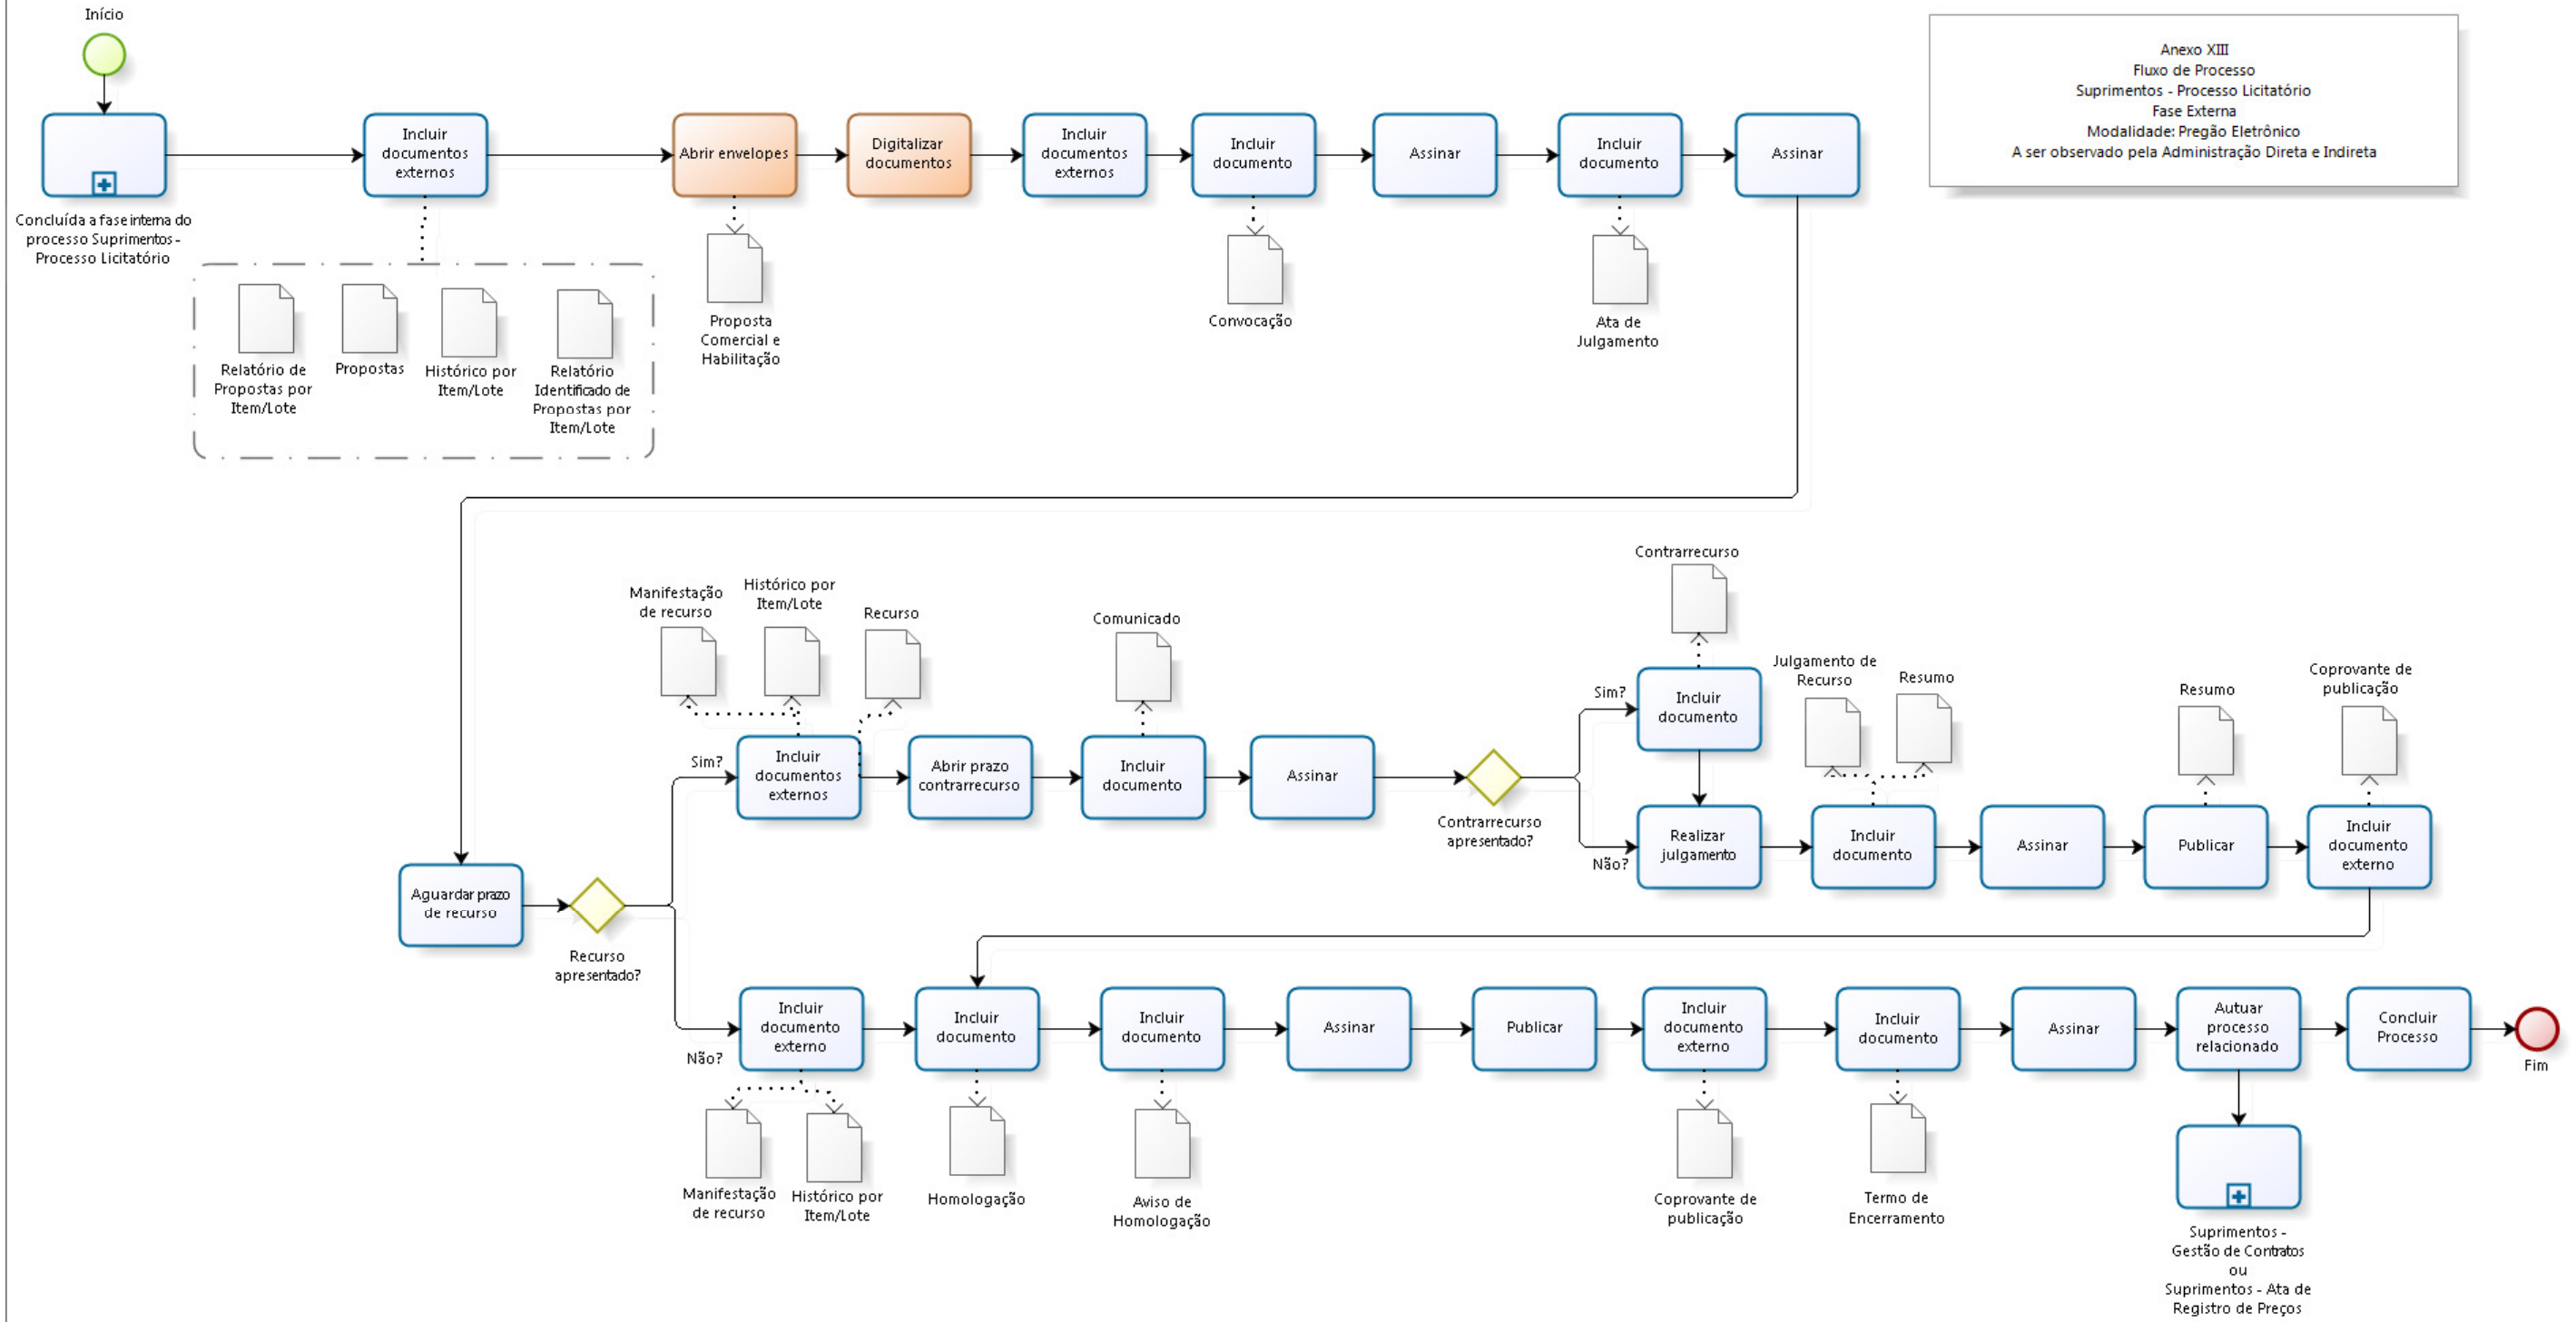 Início
Anexo XIII
Fluxo de Processo
Suprimentos - Processo Licitatório
Fase Externa
Modalidade: Pregão Eletrônico
A ser observado pela Administração Direta e Indireta
Concluída a fase interna do
processo Suprimentos -
Processo Licitatório
Incluir
documentos
externos
Abrir envelopes
Digitalizar
documentos
Incluir
documentos
externos
Incluir
documento
Assinar
Incluir
documento
Assinar
Relatório de
Propostas por
Item/Lote
Propostas
Histórico por
Item/Lote
Relatório
Identificado de
Propostas por
Item/Lote
Proposta
Comercial e
Habilitação
Convocação
Ata de
Julgamento
Aguardar prazo
de recurso
Recurso
apresentado?
Sim?
Manifestação
de recurso
Histórico por
Item/Lote
Recurso
Incluir
documentos
externos
Abrir prazo
contrarrecurso
Comunicado
Incluir
documento
Assinar
Contrarrecurso
apresentado?
Sim?
Contrarrecurso
Incluir
documento
Não?
Realizar
julgamento
Julgamento de
Recurso
Resumo
Incluir
documento
Assinar
Resumo
Publicar
Coprovante de
publicação
Incluir
documento
externo
Não?
Incluir
documento
externo
Manifestação
de recurso
Histórico por
Item/Lote
Incluir
documento
Homologação
Incluir
documento
Aviso de
Homologação
Assinar
Publicar
Incluir
documento
externo
Coprovante de
publicação
Incluir
documento
Termo de
Encerramento
Assinar
Autuar
processo
relacionado
Concluir
Processo
Fim
Suprimentos -
Gestão de Contratos
ou
Suprimentos - Ata de
Registro de Preços